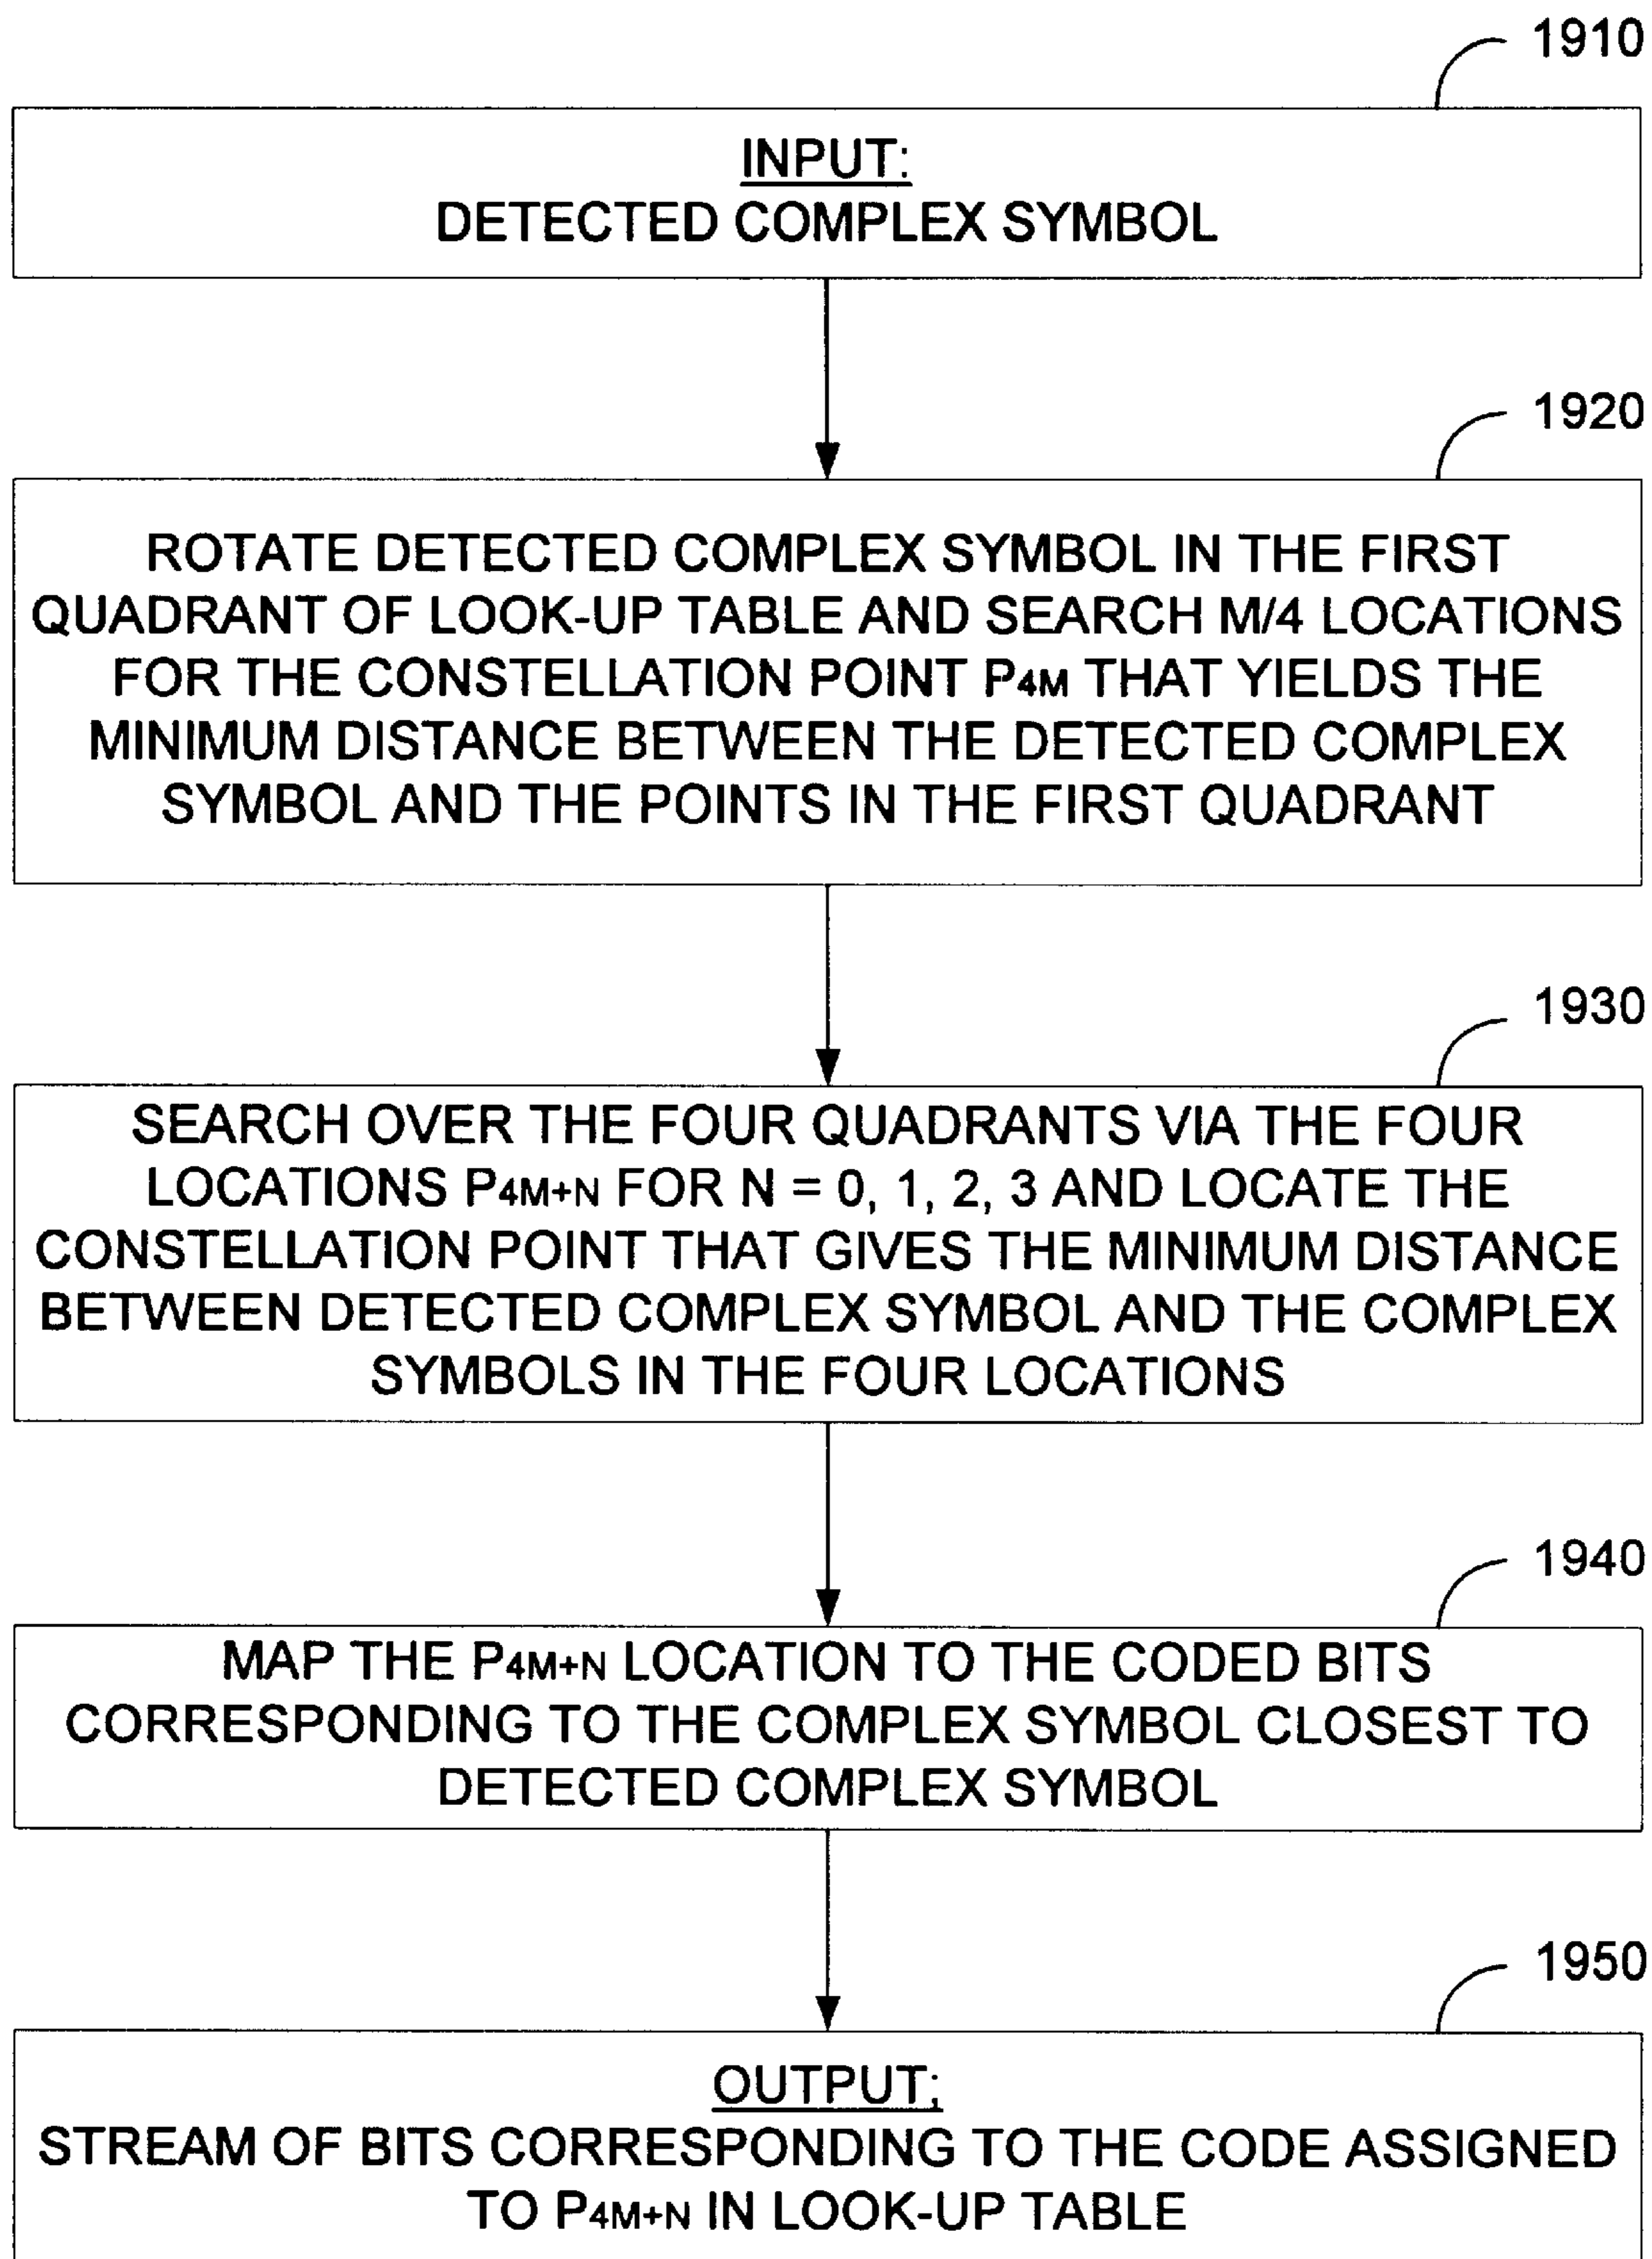 1910
INPUT:
DETECTED COMPLEX SYMBOL
1920
ROTATE DETECTED COMPLEX SYMBOL IN THE FIRST
QUADRANT OF LOOK-UP TABLE AND SEARCH M/4 LOCATIONS
FOR THE CONSTELLATION POINT P4M THAT YIELDS THE
MINIMUM DISTANCE BETWEEN THE DETECTED COMPLEX
SYMBOL AND THE POINTS IN THE FIRST QUADRANT
1930
SEARCH OVER THE FOUR QUADRANTS VIA THE FOUR
LOCATIONS P4M+N FOR N = 0, 1, 2, 3 AND LOCATE THE
CONSTELLATION POINT THAT GIVES THE MINIMUM DISTANCE
BETWEEN DETECTED COMPLEX SYMBOL AND THE COMPLEX
SYMBOLS IN THE FOUR LOCATIONS
1940
MAP THE P4M+N LOCATION TO THE CODED BITS
CORRESPONDING TO THE COMPLEX SYMBOL CLOSEST TO
DETECTED COMPLEX SYMBOL
1950
OUTPUT;
STREAM OF BITS CORRESPONDING TO THE CODE ASSIGNED
TO P4M+N IN LOOK-UP TABLE